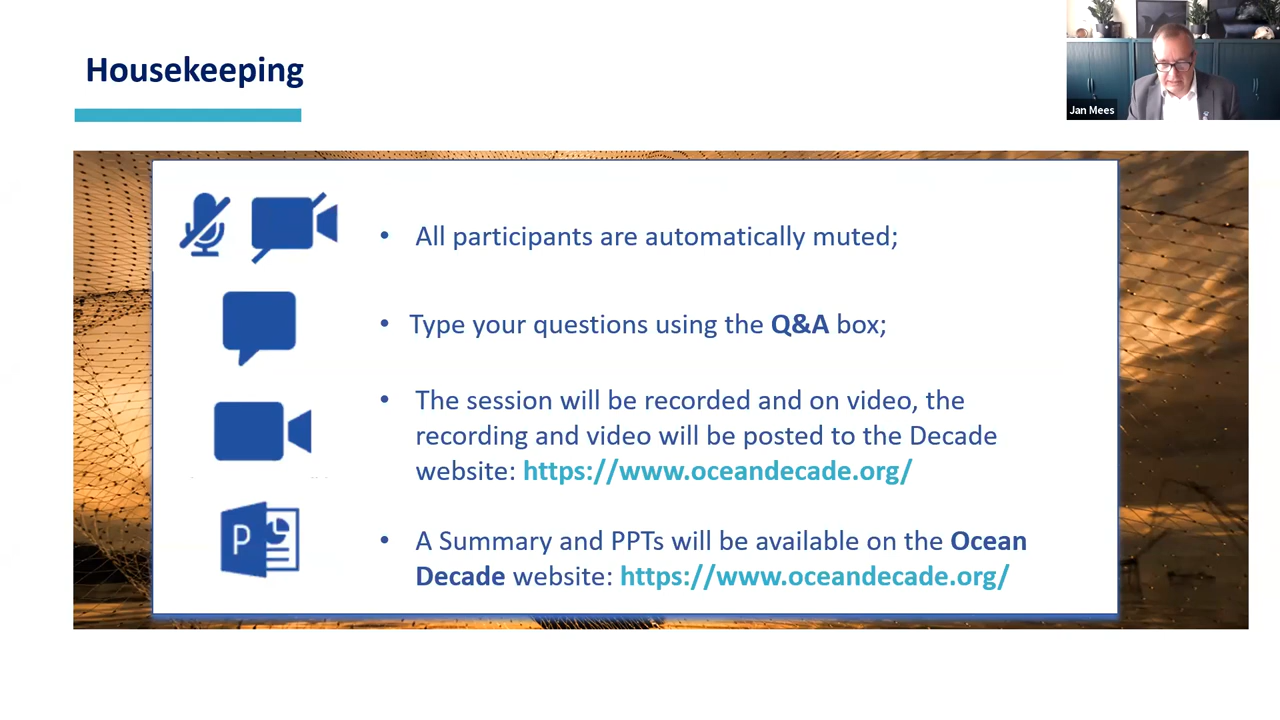 Housekeeping
Jan Mees
• All participants are automatically muted;
• Type your questions using the Q&A box;
• The session will be recorded and on video, the
recording and video will be posted to the Decade
website: https://www.oceandecade.org/
P
• A Summary and PPTs will be available on the Ocean
Decade website: https://www.oceandecade.org/